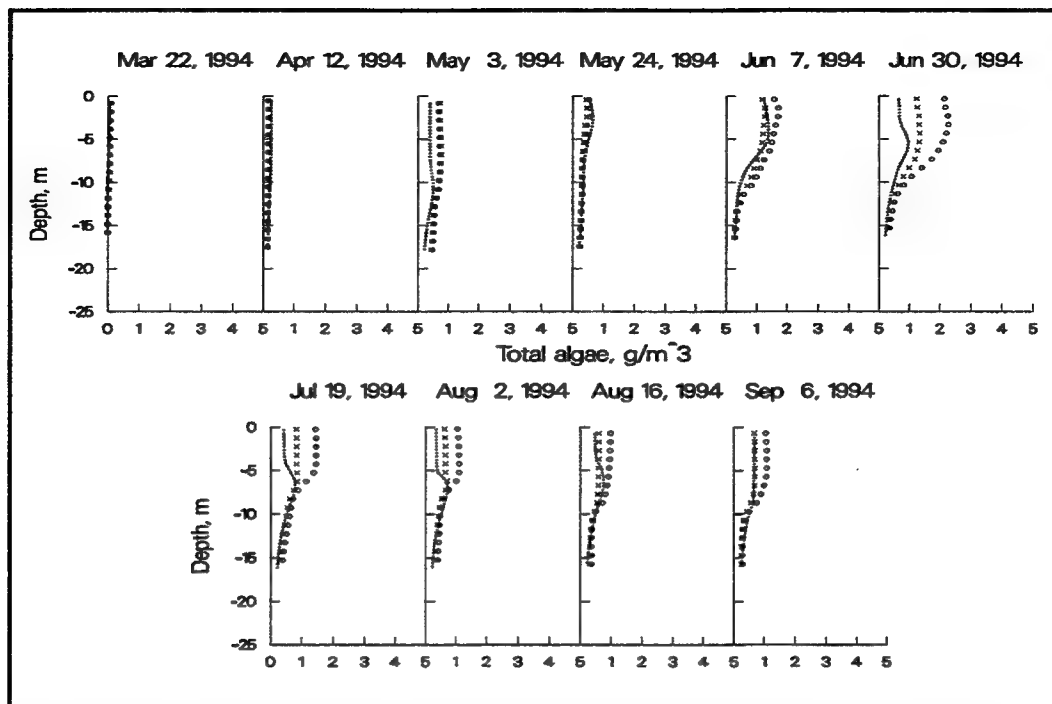 Mar 22, 1994 Apr 12, 1994 May 3, 1994 May 24, 1994 Jun 7, 1994 Jun 30, 1994
0
-5
-10
-15
-20
-25
Depth, m
0 1 2 3 4 5 1 2 3 4 5 1 2 3 4 5 1 2 3 4 5 1 2 3 4 5 1 2 3 4 5
Total algae, g/m^3
Jul 19, 1994 Aug 2, 1994 Aug 16, 1994 Sep 6, 1994
0
-5
-10
-15
-20
-25
Depth, m
0 1 2 3 4 5 1 2 3 4 5 1 2 3 4 5 1 2 3 4 5